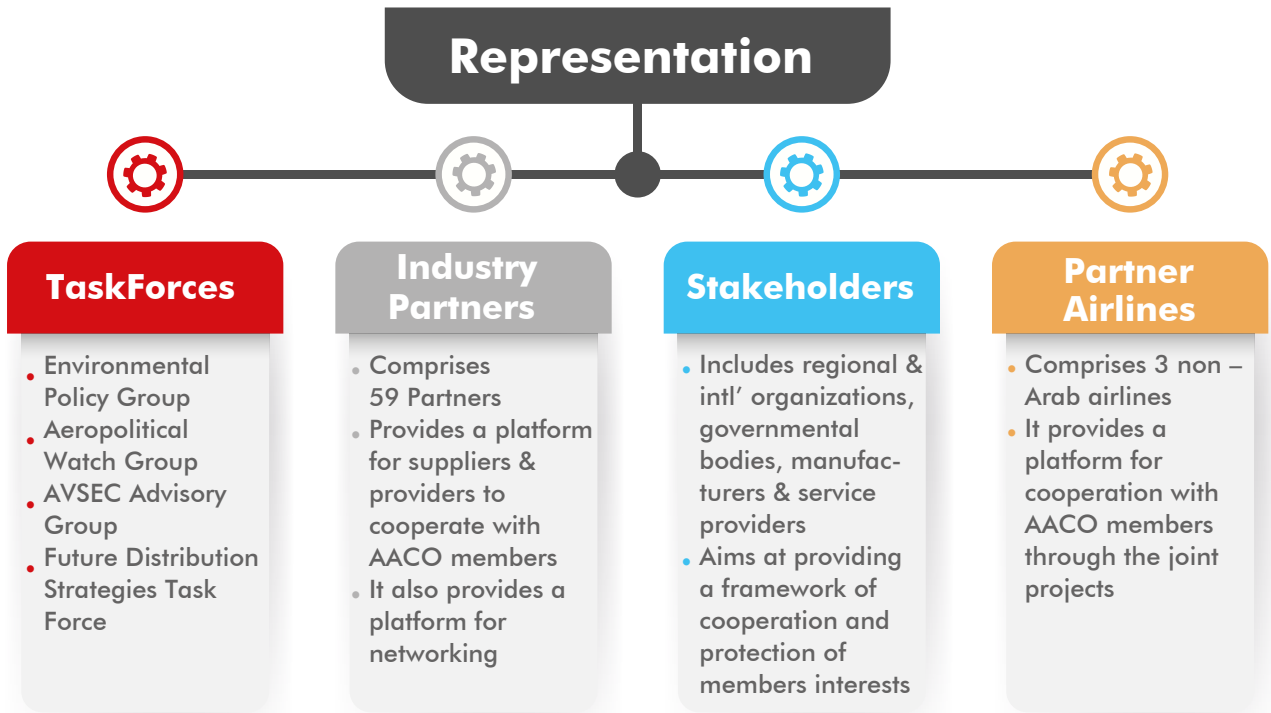 Representation
TaskForces
Environmental
Policy Group
Aeropolitical
Watch Group
AVSEC Advisory
Group
Future Distribution
Strategies Task
Force
Industry
Partners
Comprises
59 Partners
Provides a platform
for suppliers &
providers to
cooperate with
AACO members
It also provides a
platform for
networking
Stakeholders
Includes regional &
intl’ organizations,
governmental
bodies, manufac-
turers & service
providers
Aims at providing
a framework of
cooperation and
protection of
members interests
Partner
Airlines
Comprises 3 non –
Arab airlines
It provides a
platform for
cooperation with
AACO members
through the joint
projects